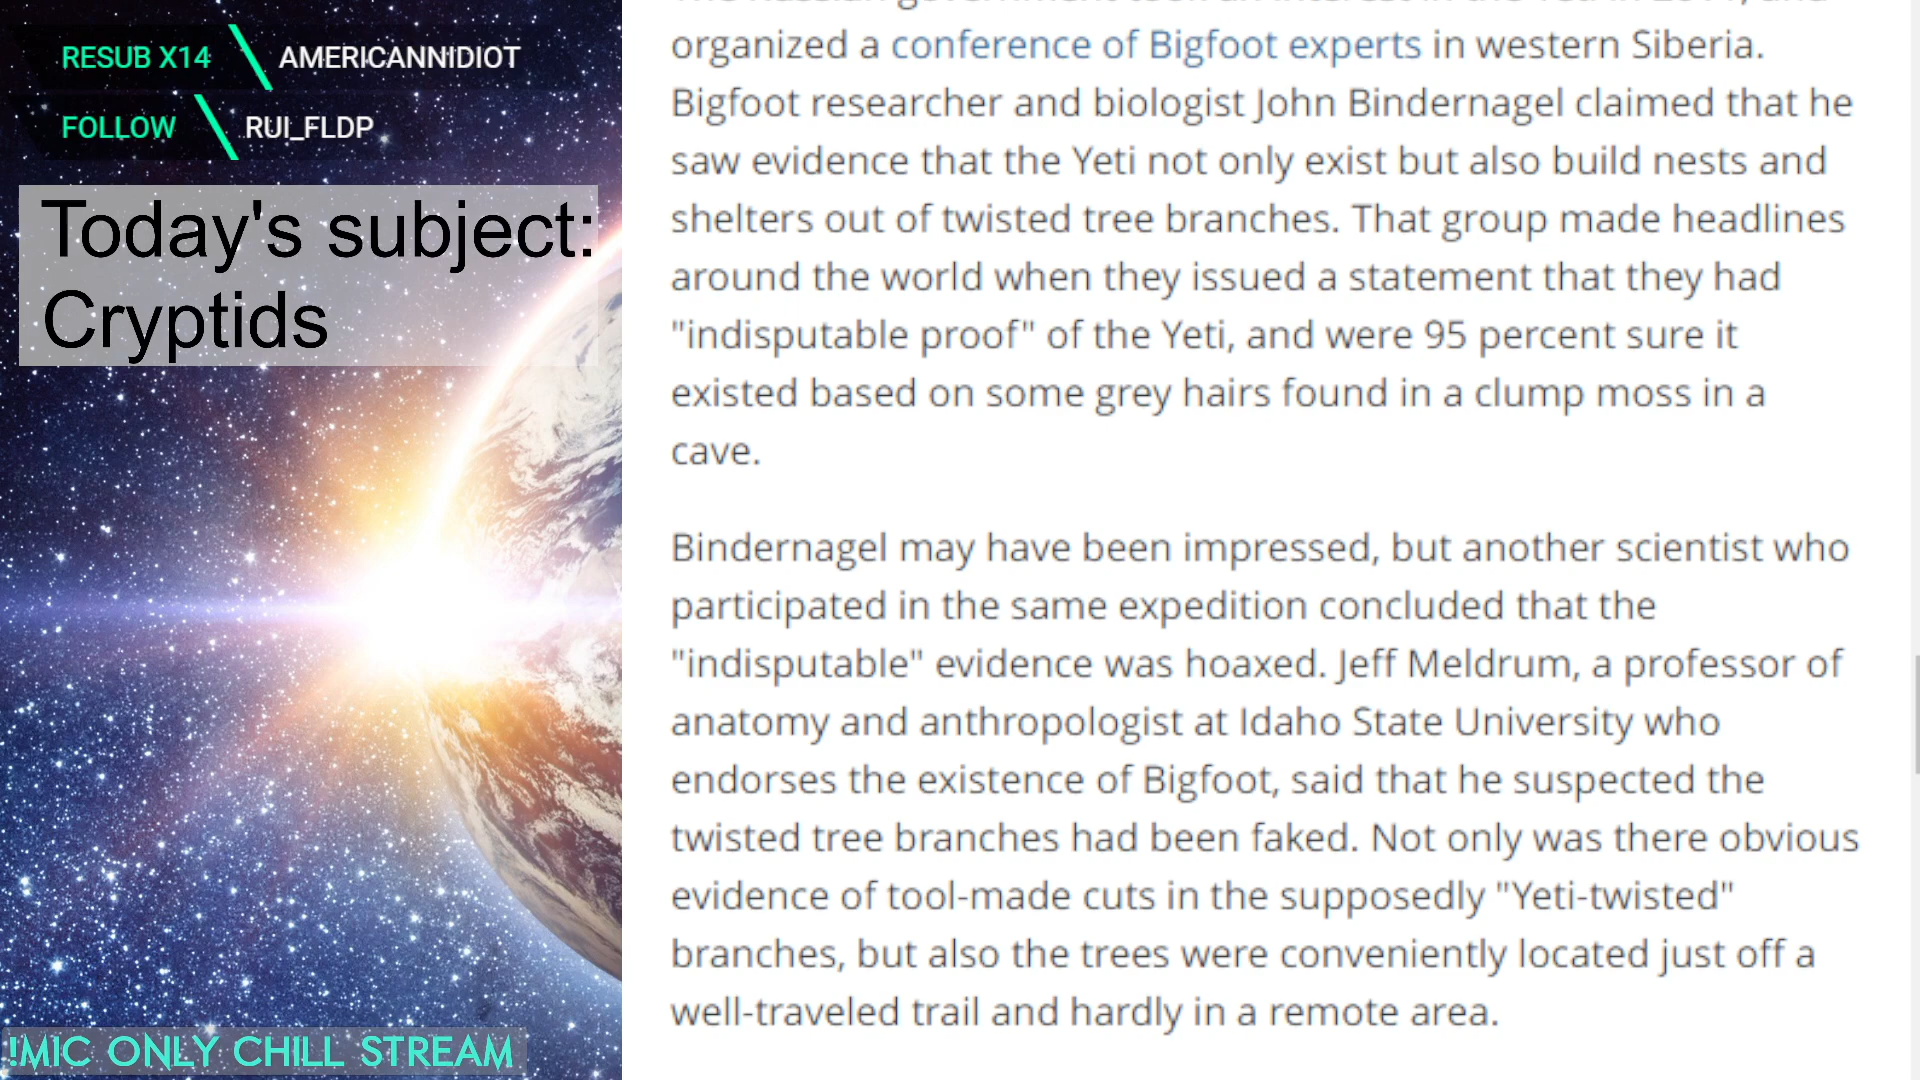 RESUB X14 AMERICANNIDIOT
FOLLOW RUI_FLDP
Today's subject:
Cryptids
!MIC ONLY CHILL STREAM
organized a conference of Bigfoot experts in western Siberia.
Bigfoot researcher and biologist John Bindernagel claimed that he
saw evidence that the Yeti not only exist but also build nests and
shelters out of twisted tree branches. That group made headlines
around the world when they issued a statement that they had
"indisputable proof" of the Yeti, and were 95 percent sure it
existed based on some grey hairs found in a clump moss in a
cave.
Bindernagel may have been impressed, but another scientist who
participated in the same expedition concluded that the
"indisputable" evidence was hoaxed. Jeff Meldrum, a professor of
anatomy and anthropologist at Idaho State University who
endorses the existence of Bigfoot, said that he suspected the
twisted tree branches had been faked. Not only was there obvious
evidence of tool-made cuts in the supposedly "Yeti-twisted"
branches, but also the trees were conveniently located just off a
well-traveled trail and hardly in a remote area.